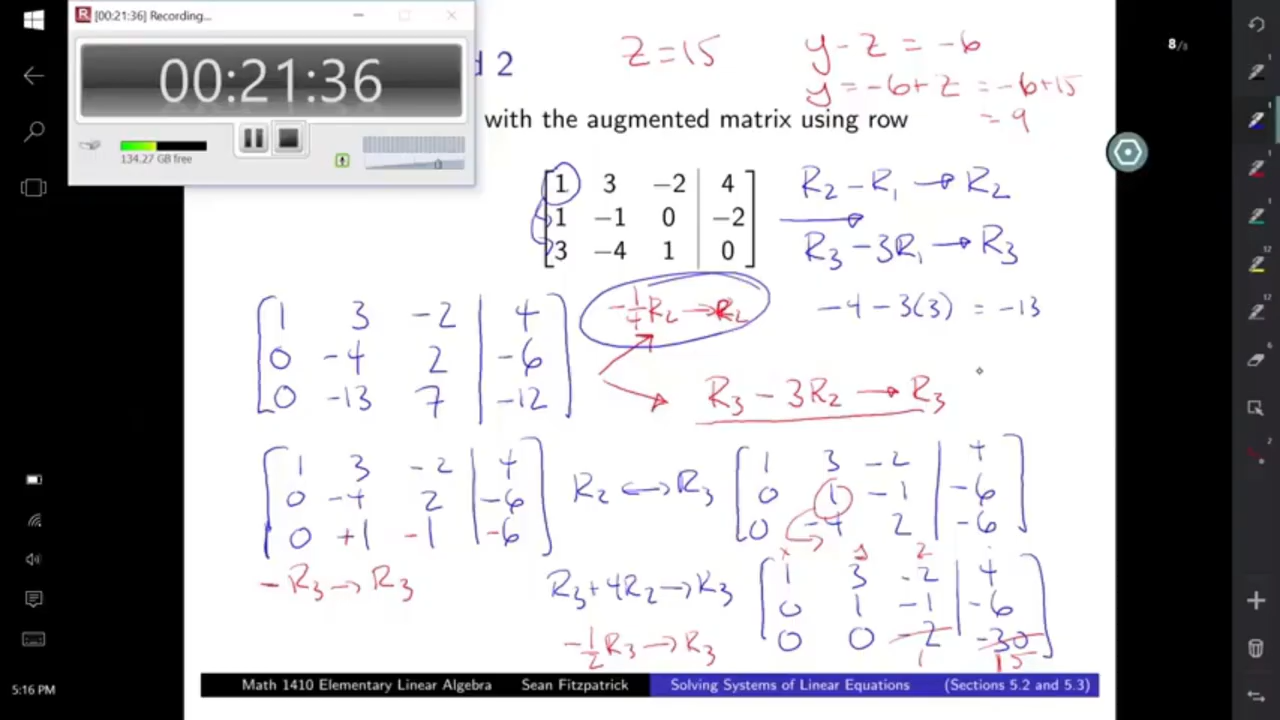 [00:21:36] Recording...
00:21:36
134.27 GB free
d 2
z = 15
y - z = -6
y = -6+z = -6+15
= 9
8/8
with the augmented matrix using row
1 3 −2 4
1 −1 0 −2
3 −4 1 0
R2 - R1 → R2
R3 - 3R1 → R3
-4 - 3(3) = -13
1 3 -2 4
0 -4 2 -6
0 -13 7 -12
-1/4 R2 → R2
R3 - 3R2 → R3
1 3 -2 4
0 -4 2 -6
0 +1 -1 -6
-R3 → R3
R2 ↔ R3
1 3 -2 4
0 1 -1 -6
0 -4 2 -6
R3 + 4R2 → R3
-1/2 R3 → R3
x y z
1 3 -2 4
0 1 -1 -6
0 0 -2 -30
1 15
Math 1410 Elementary Linear Algebra Sean Fitzpatrick Solving Systems of Linear Equations (Sections 5.2 and 5.3)
5:16 PM